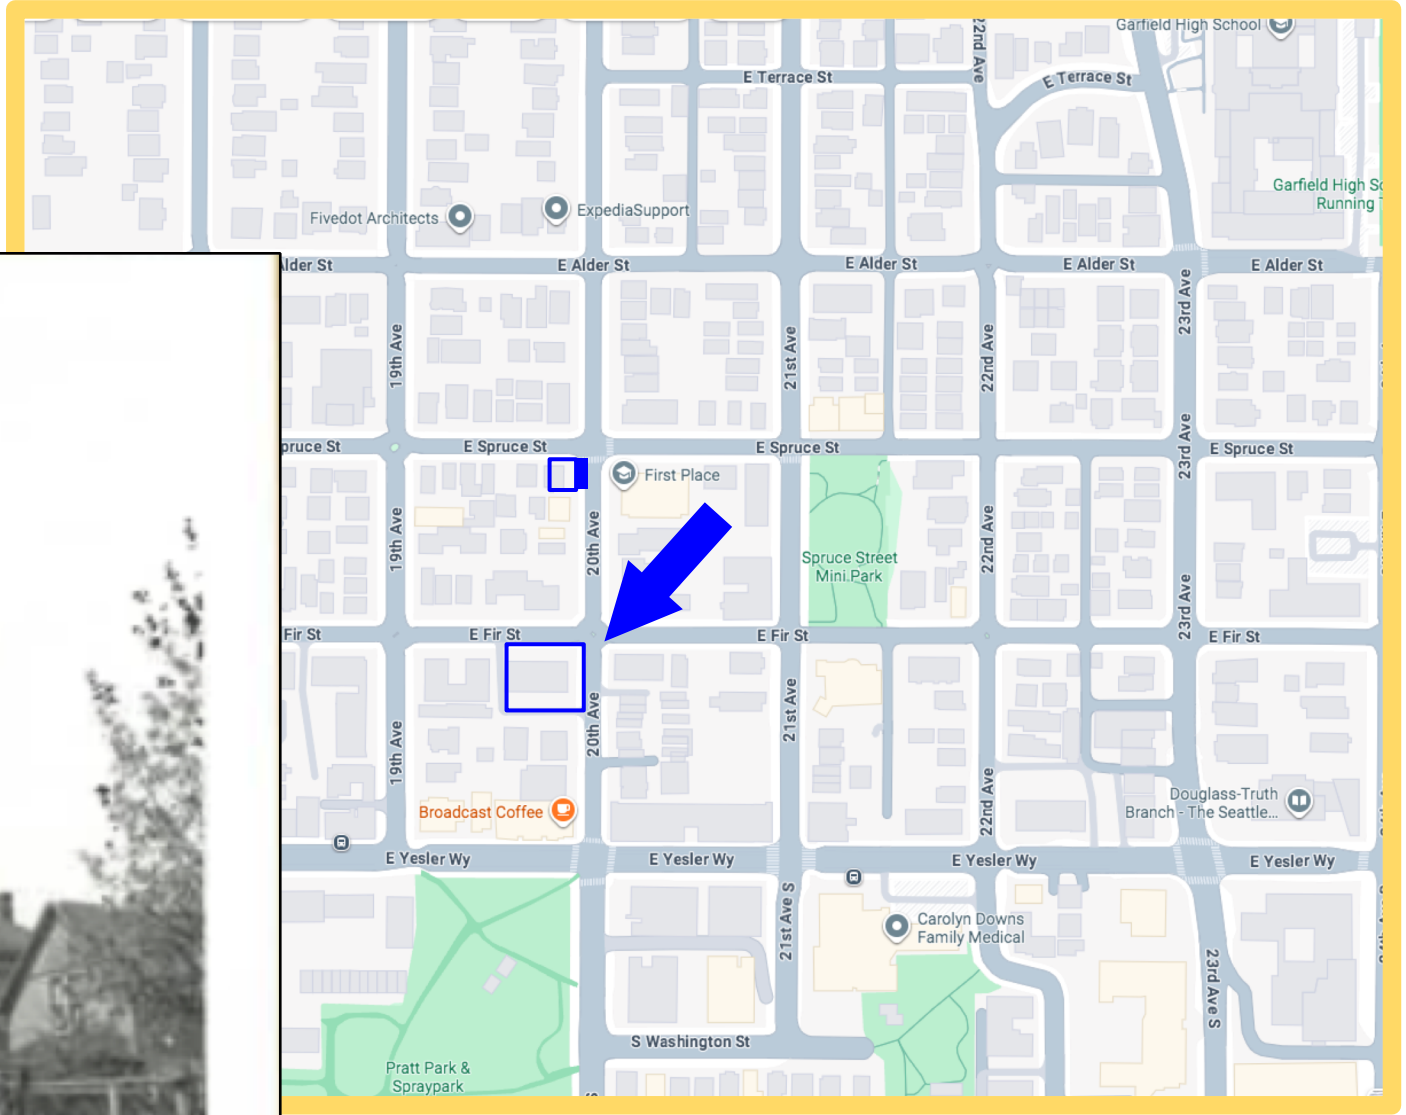 Garfield High School
22nd Ave
E Terrace St
E Terrace St
Garfield High Sc
Running T
Fivedot Architects
ExpediaSupport
Alder St
E Alder St
E Alder St
E Alder St
E Alder St
19th Ave
21st Ave
22nd Ave
23rd Ave
pruce St
E Spruce St
E Spruce St
23rd Ave
E Spruce St
First Place
19th Ave
20th Ave
Spruce Street
Mini Park
22nd Ave
23rd Ave
Fir St
E Fir St
E Fir St
E Fir St
19th Ave
20th Ave
21st Ave
22nd Ave
Broadcast Coffee
Douglass-Truth
Branch - The Seattle...
E Yesler Wy
E Yesler Wy
E Yesler Wy
E Yesler Wy
21st Ave S
Carolyn Downs
Family Medical
23rd Ave S
S Washington St
Pratt Park &
Spraypark